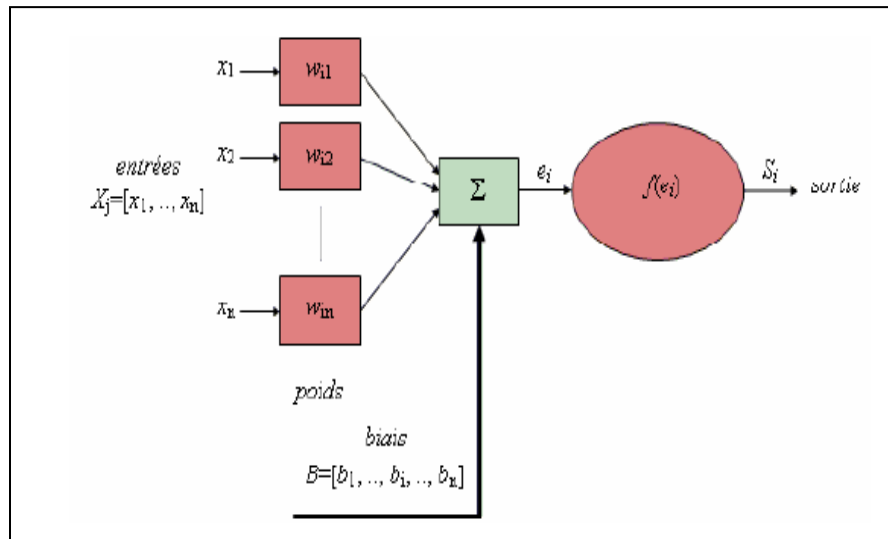 x1
wi1
x2
wi2
entrées
Xj=[x1, .., xn]
Σ
ei
f(ei)
Si
sortie
xn
win
poids
biais
B=[b1, .., bi, .., bn]